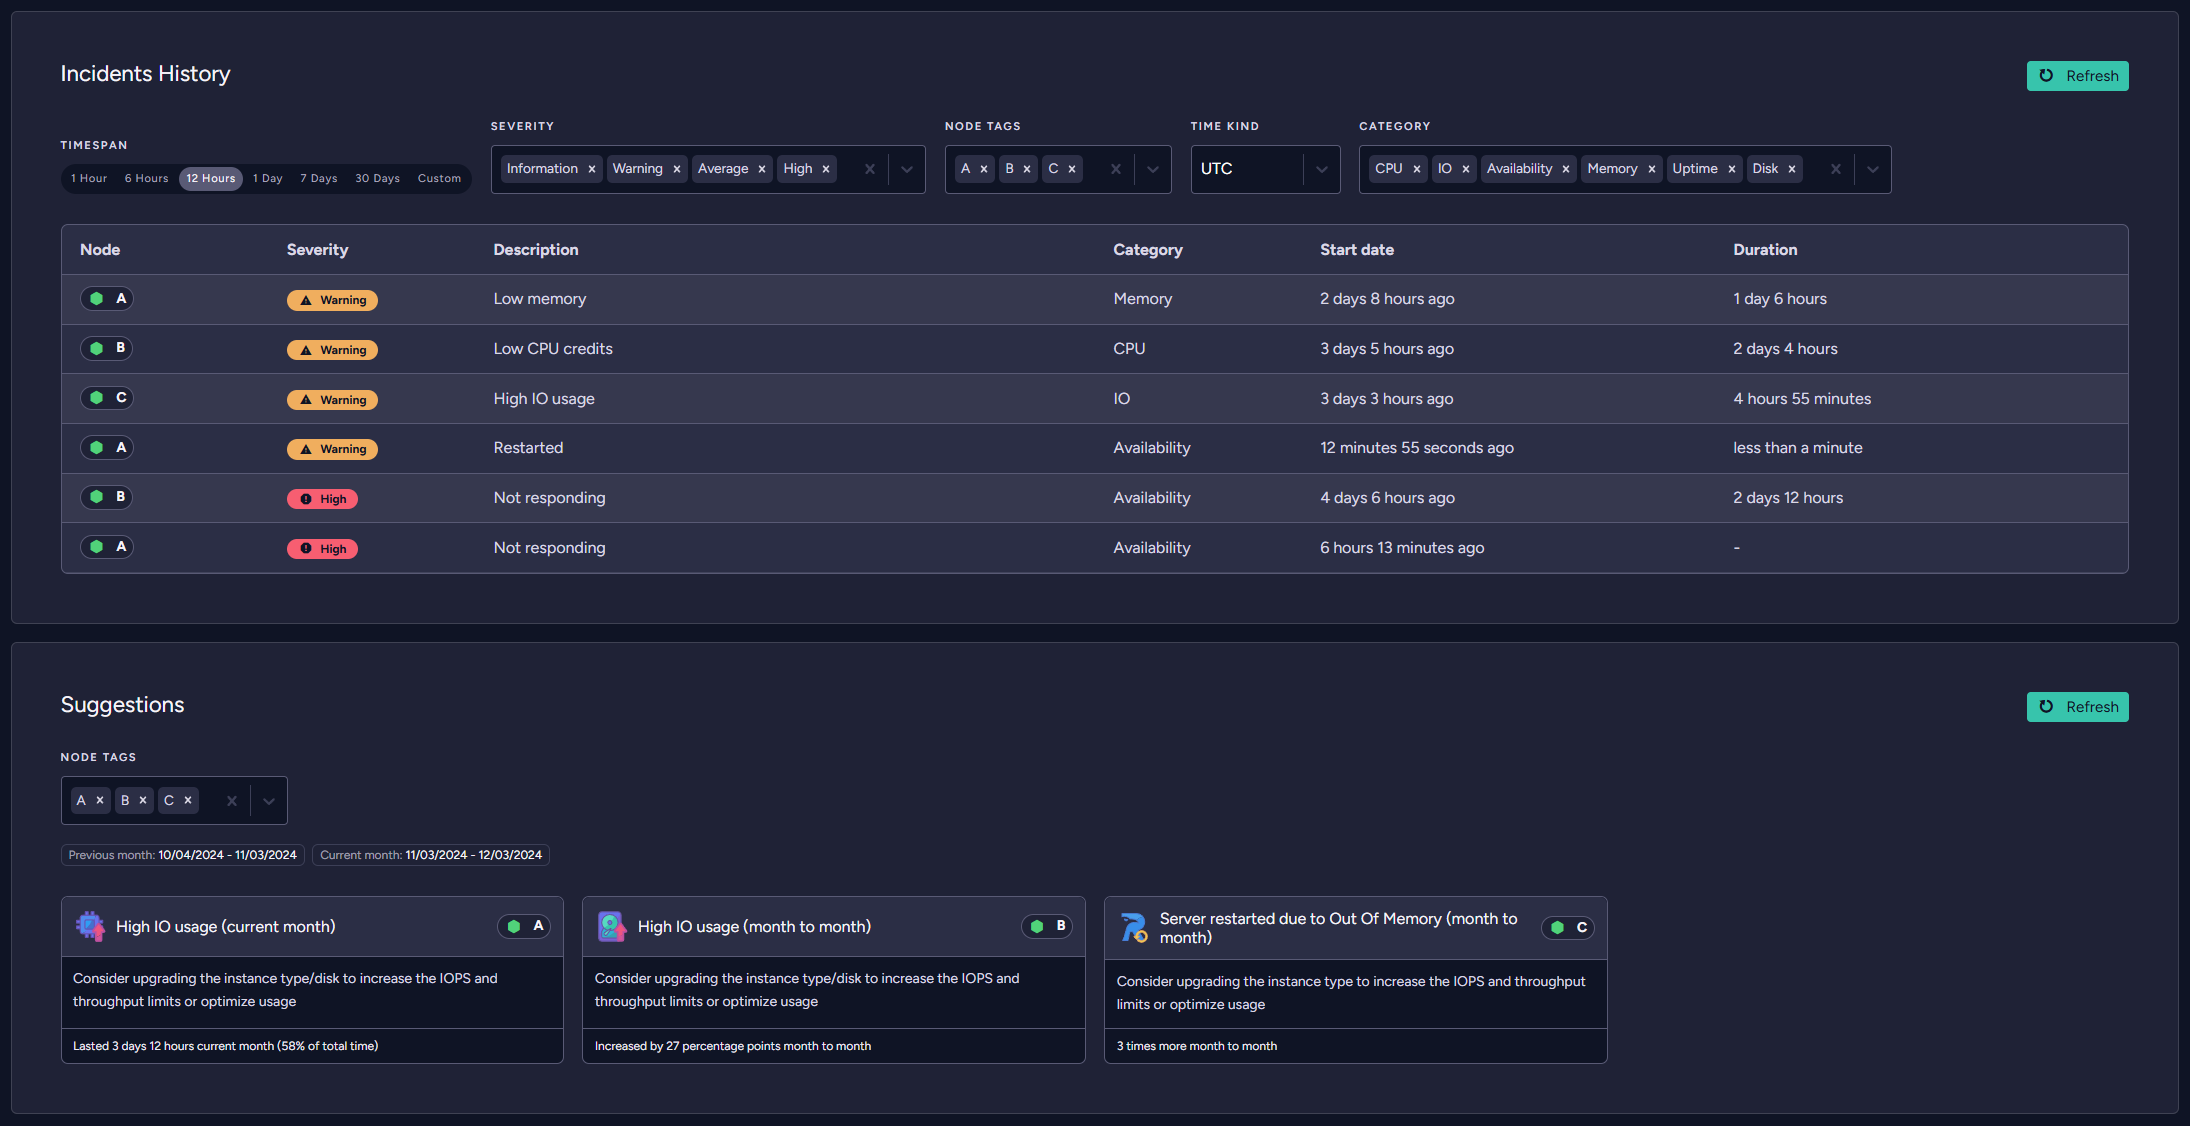 Incidents History
Refresh
TIMESPAN
1 Hour 6 Hours 12 Hours 1 Day 7 Days 30 Days Custom
SEVERITY
Information × Warning × Average × High ×
NODE TAGS
A × B × C ×
TIME KIND
UTC
CATEGORY
CPU × IO × Availability × Memory × Uptime × Disk ×
Node Severity Description Category Start date Duration
A Warning Low memory Memory 2 days 8 hours ago 1 day 6 hours
B Warning Low CPU credits CPU 3 days 5 hours ago 2 days 4 hours
C Warning High IO usage IO 3 days 3 hours ago 4 hours 55 minutes
A Warning Restarted Availability 12 minutes 55 seconds ago less than a minute
B High Not responding Availability 4 days 6 hours ago 2 days 12 hours
A High Not responding Availability 6 hours 13 minutes ago -
Suggestions
Refresh
NODE TAGS
A × B × C ×
Previous month: 10/04/2024 - 11/03/2024 Current month: 11/03/2024 - 12/03/2024
High IO usage (current month) A
Consider upgrading the instance type/disk to increase the IOPS and
throughput limits or optimize usage
Lasted 3 days 12 hours current month (58% of total time)
High IO usage (month to month) B
Consider upgrading the instance type/disk to increase the IOPS and
throughput limits or optimize usage
Increased by 27 percentage points month to month
Server restarted due to Out Of Memory (month to
month) C
Consider upgrading the instance type to increase the IOPS and throughput
limits or optimize usage
3 times more month to month